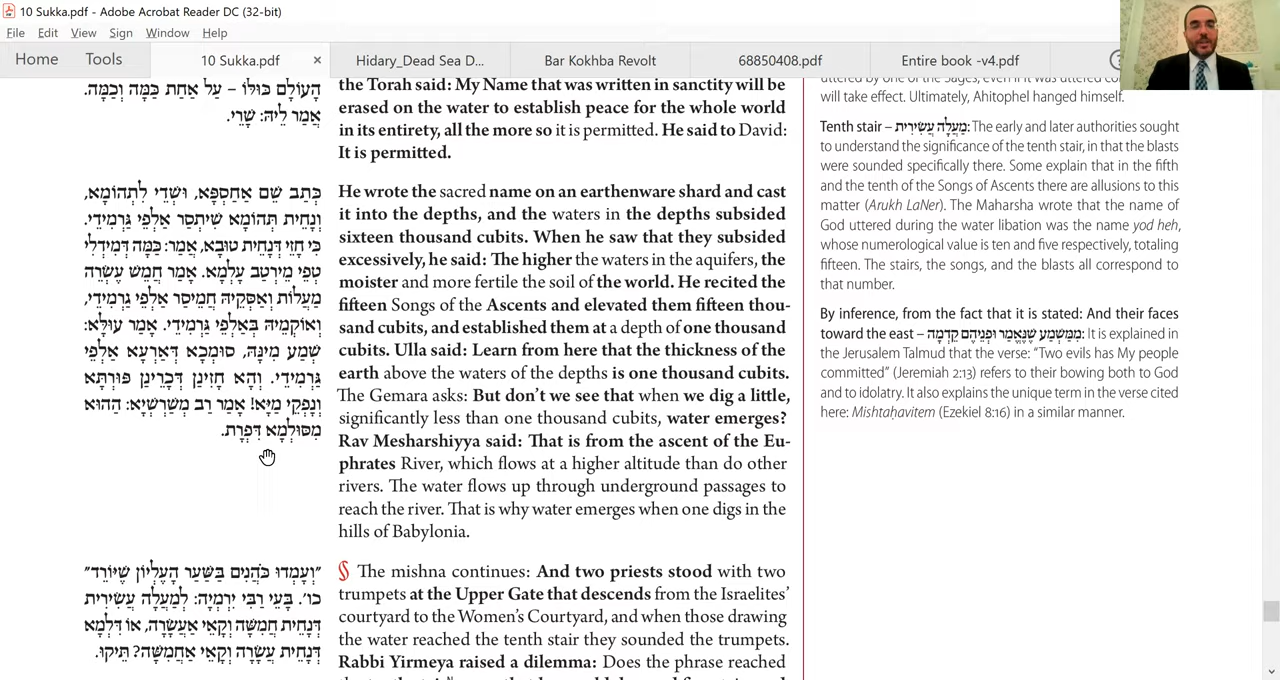 10 Sukka.pdf - Adobe Acrobat Reader DC (32-bit)
File Edit View Sign Window Help
Home Tools 10 Sukka.pdf × Hidary_Dead Sea D... Bar Kokhba Revolt 68850408.pdf Entire book -v4.pdf
הָעוֹלָם כּוּלּוֹ – עַל אַחַת כַּמָּה וְכַמָּה.
אֲמַר לֵיהּ: שְׁרֵי.
כְּתַב שֵׁם אַחַסְפָּא, וּשְׁדֵי לִתְהוֹמָא,
וּנְחֵית תְּהוֹמָא שִׁיתְסַר אַלְפֵי גַּרְמִידֵי.
כִּי חֲזֵי דִּנְחֵית טוּבָא, אֲמַר: כַּמָּה דְּמִידְּלֵי
טְפֵי מִירְטַב עָלְמָא. אֲמַר חֲמֵשׁ עֶשְׂרֵה
מַעֲלוֹת וְאַסְּקֵיהּ חֲמֵיסַר אַלְפֵי גַּרְמִידֵי,
וְאוֹקְמֵיהּ בְּאַלְפֵי גַּרְמִידֵי. אָמַר עוּלָּא:
שְׁמַע מִינָּהּ, סוּמְכָא דְּאַרְעָא אַלְפֵי
גַּרְמִידֵי. וְהָא חָזֵינַן דְּכָרֵינַן פּוּרְתָּא
וְנָפְקֵי מַיָּא! אָמַר רַב מְשַׁרְשִׁיָּא: הַהוּא
מִסּוּלָּמָא דִּפְרָת.
״וְעָמְדוּ כֹּהֲנִים בַּשַּׁעַר הָעֶלְיוֹן שֶׁיּוֹרֵד״
כו׳. בָּעֵי רַבִּי יִרְמְיָה: לְמַעֲלָה עֲשִׂירִית
דְּנָחֵית חֲמִשָּׁה וְקָאֵי אַעֲשָׂרָה, אוֹ דִּלְמָא
דְּנָחֵית עֲשָׂרָה וְקָאֵי אַחֲמִשָּׁה? תֵּיקוּ.
the Torah said: My Name that was written in sanctity will be
erased on the water to establish peace for the whole world
in its entirety, all the more so it is permitted. He said to David:
It is permitted.
He wrote the sacred name on an earthenware shard and cast
it into the depths, and the waters in the depths subsided
sixteen thousand cubits. When he saw that they subsided
excessively, he said: The higher the waters in the aquifers, the
moister and more fertile the soil of the world. He recited the
fifteen Songs of the Ascents and elevated them fifteen thou-
sand cubits, and established them at a depth of one thousand
cubits. Ulla said: Learn from here that the thickness of the
earth above the waters of the depths is one thousand cubits.
The Gemara asks: But don't we see that when we dig a little,
significantly less than one thousand cubits, water emerges?
Rav Mesharshiyya said: That is from the ascent of the Eu-
phrates River, which flows at a higher altitude than do other
rivers. The water flows up through underground passages to
reach the river. That is why water emerges when one digs in the
hills of Babylonia.
§ The mishna continues: And two priests stood with two
trumpets at the Upper Gate that descends from the Israelites'
courtyard to the Women's Courtyard, and when those drawing
the water reached the tenth stair they sounded the trumpets.
Rabbi Yirmeya raised a dilemma: Does the phrase reached
will take effect. Ultimately, Ahitophel hanged himself.
Tenth stair – מַעֲלָה עֲשִׂירִית: The early and later authorities sought
to understand the significance of the tenth stair, in that the blasts
were sounded specifically there. Some explain that in the fifth
and the tenth of the Songs of Ascents there are allusions to this
matter (Arukh LaNer). The Maharsha wrote that the name of
God uttered during the water libation was the name yod heh,
whose numerological value is ten and five respectively, totaling
fifteen. The stairs, the songs, and the blasts all correspond to
that number.
By inference, from the fact that it is stated: And their faces
toward the east – מִמַּשְׁמַע שֶׁנֶּאֱמַר וּפְנֵיהֶם קֵדְמָה: It is explained in
the Jerusalem Talmud that the verse: “Two evils has My people
committed” (Jeremiah 2:13) refers to their bowing both to God
and to idolatry. It also explains the unique term in the verse cited
here: Mishtaḥavitem (Ezekiel 8:16) in a similar manner.